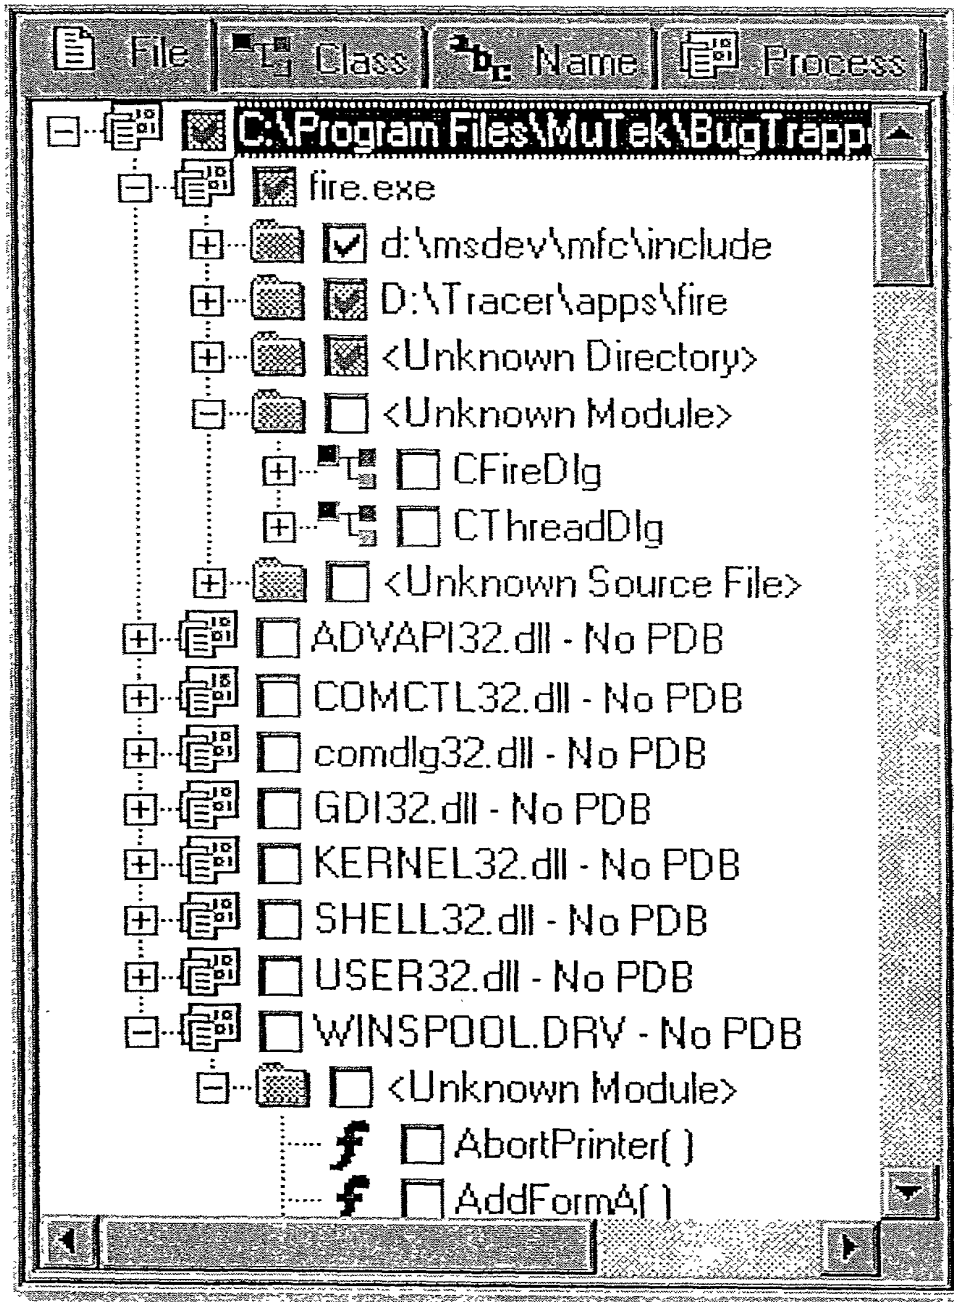 File Class Name Process
C:\Program Files\MuTek\BugTrapp
fire.exe
d:\msdev\mfc\include
D:\Tracer\apps\fire
<Unknown Directory>
<Unknown Module>
CFireDlg
CThreadDlg
<Unknown Source File>
ADVAPI32.dll - No PDB
COMCTL32.dll - No PDB
comdlg32.dll - No PDB
GDI32.dll - No PDB
KERNEL32.dll - No PDB
SHELL32.dll - No PDB
USER32.dll - No PDB
WINSPOOL.DRV - No PDB
<Unknown Module>
AbortPrinter( )
AddFormA( )